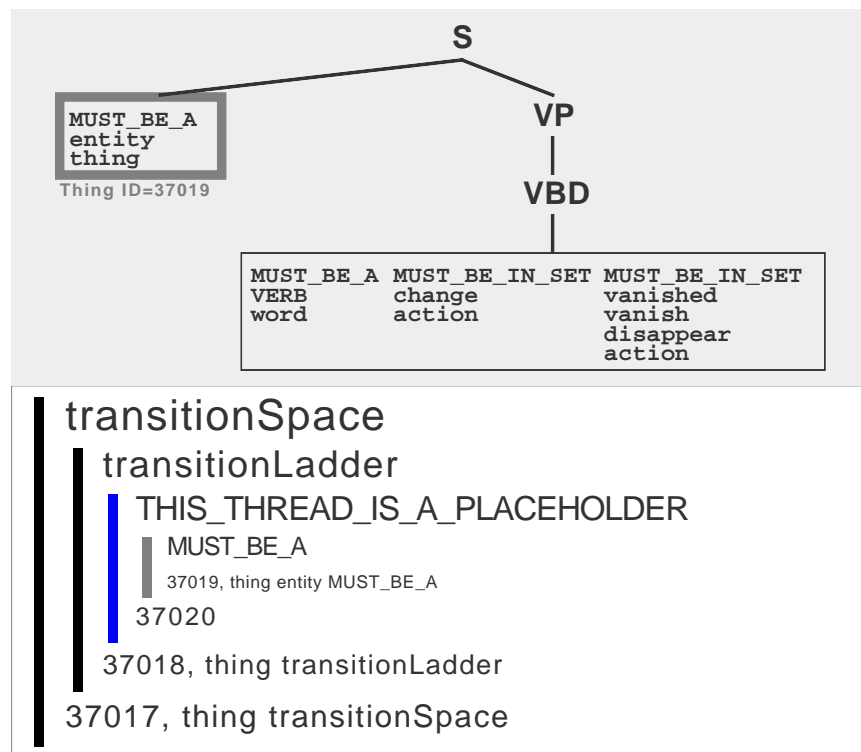 S
MUST_BE_A
entity
thing
Thing ID=37019
VP
VBD
MUST_BE_A MUST_BE_IN_SET MUST_BE_IN_SET
VERB change vanished
word action vanish
disappear
action
transitionSpace
transitionLadder
THIS_THREAD_IS_A_PLACEHOLDER
MUST_BE_A
37019, thing entity MUST_BE_A
37020
37018, thing transitionLadder
37017, thing transitionSpace